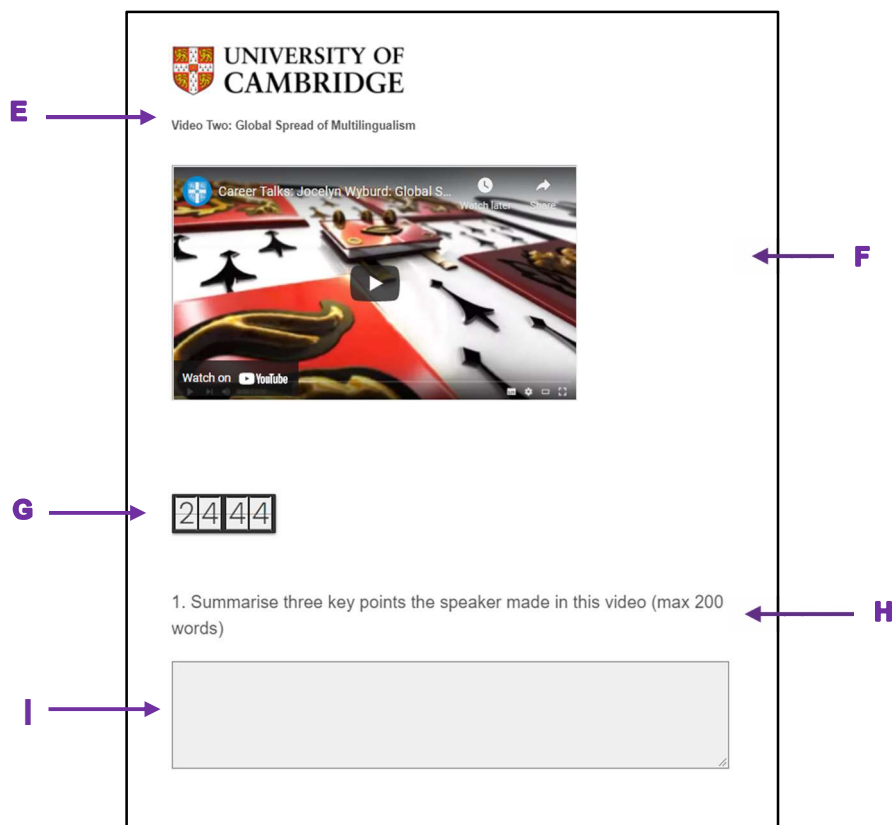 UNIVERSITY OF
CAMBRIDGE
E
Video Two: Global Spread of Multilingualism
Career Talks: Jocelyn Wyburd: Global S...
Watch later
Share
F
Watch on YouTube
G
2444
1. Summarise three key points the speaker made in this video (max 200
words)
H
I